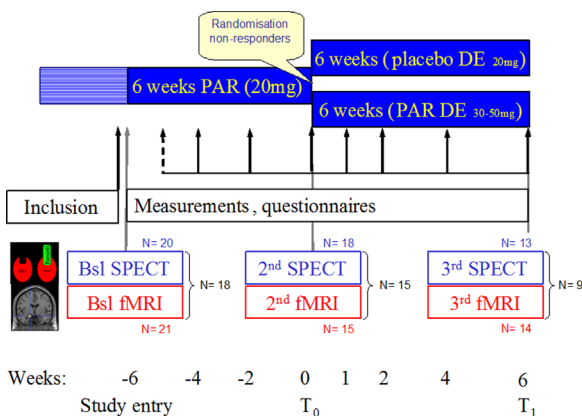 Randomisation
non-responders
6 weeks (placebo DE 20mg)
6 weeks PAR (20mg)
6 weeks (PAR DE 30-50mg)
Inclusion
Measurements, questionnaires
N= 20
N= 18
N= 13
Bsl SPECT
2nd SPECT
3rd SPECT
N= 18
N= 15
N= 9
Bsl fMRI
2nd fMRI
3rd fMRI
N= 21
N= 15
N= 14
Weeks: -6 -4 -2 0 1 2 4 6
Study entry T0 T1